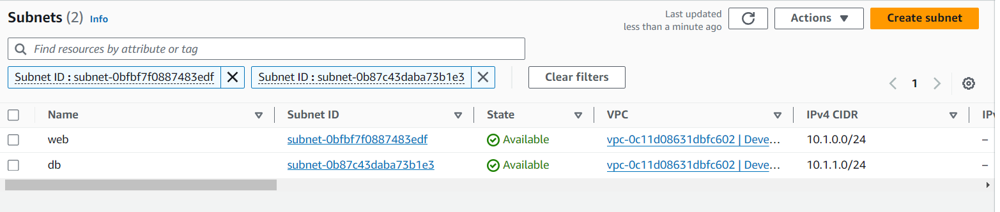 Subnets (2) Info
Last updated
less than a minute ago
Actions
Create subnet
Find resources by attribute or tag
Subnet ID : subnet-0bfbf7f0887483edf
Subnet ID : subnet-0b87c43daba73b1e3
Clear filters
1
Name Subnet ID State VPC IPv4 CIDR IPv
web subnet-0bfbf7f0887483edf Available vpc-0c11d08631dbfc602 | Deve... 10.1.0.0/24 –
db subnet-0b87c43daba73b1e3 Available vpc-0c11d08631dbfc602 | Deve... 10.1.1.0/24 –